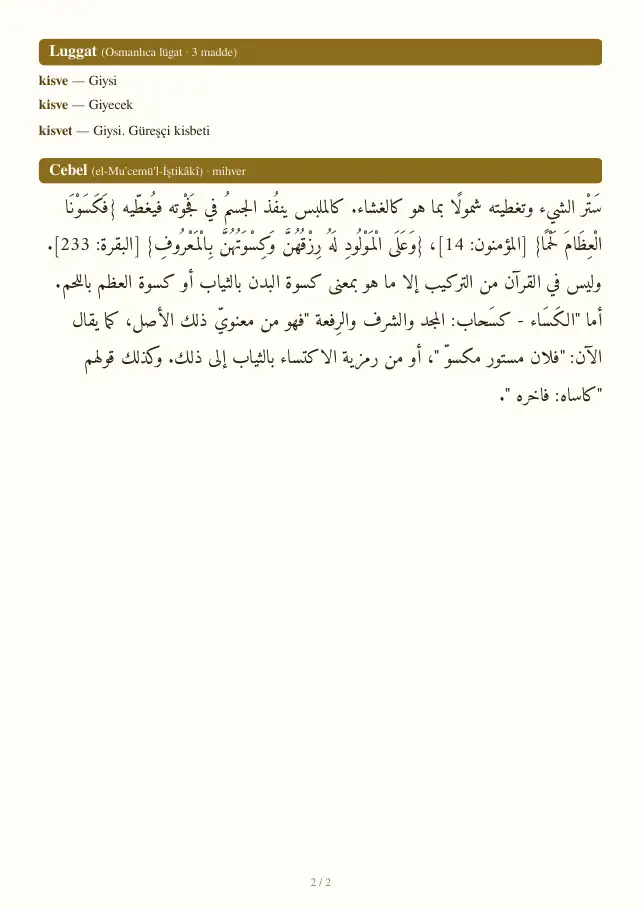 Luggat (Osmanlıca lügat · 3 madde)
kisve — Giysi
kisve — Giyecek
kisvet — Giysi. Güreşçi kisbeti
Cebel (el-Mu'cemü'l-İştikâkî) · mihver
سَتْر الشيء وتغطيته شمولًا بما هو كالغشاء. كالملبس ينفُذ الجسمُ في فَجْوته فيُغطّيه {فَكَسَوْنَا
الْعِظَامَ لَحْمًا} [المؤمنون: 14]، {وَعَلَى الْمَوْلُودِ لَهُ رِزْقُهُنَّ وَكِسْوَتُهُنَّ بِالْمَعْرُوفِ} [البقرة: 233].
وليس في القرآن من التركيب إلا ما هو بمعنى كسوة البدن بالثياب أو كسوة العظم باللحم.
أما "الكَسَاء - كسَحاب: المجد والشرف والرِفعة "فهو من معنويّ ذلك الأصل، كما يقال
الآن: "فلان مستور مكسوّ "، أو من رمزية الاكتساء بالثياب إلى ذلك. وكذلك قولهم
"كاساه: فاخره ".
2 / 2